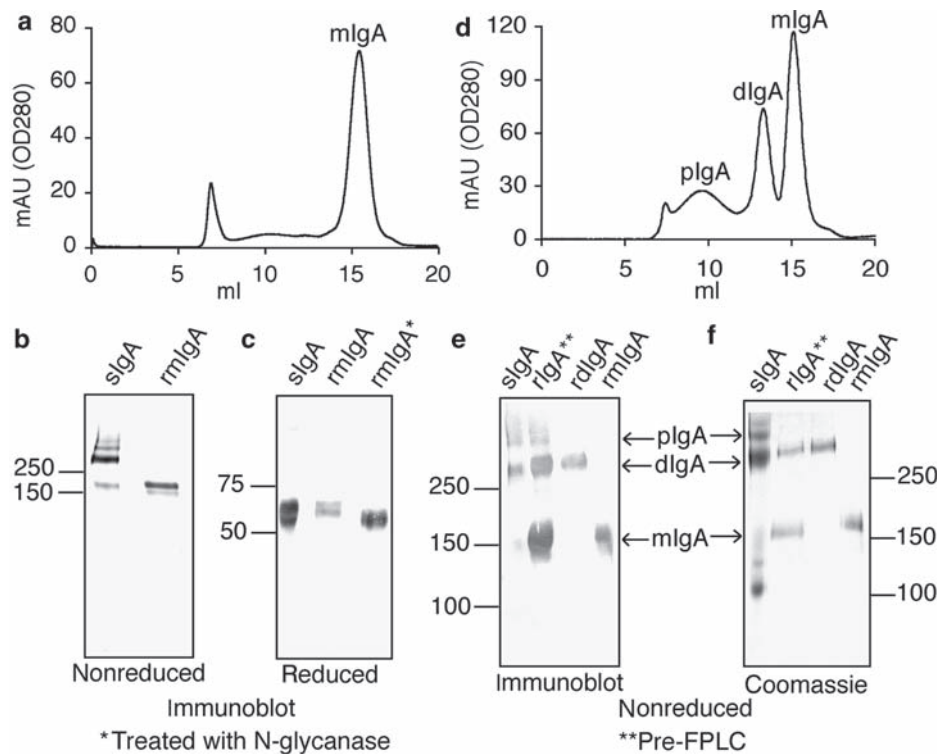 a
mIgA
mAU (OD280)
80
60
40
20
0
0 5 10 15 20
ml
d
mIgA
dIgA
pIgA
mAU (OD280)
120
90
60
30
0
0 5 10 15 20
ml
b
sIgA rmIgA
250
150
Nonreduced
c
sIgA rmIgA rmIgA*
75
50
Reduced
Immunoblot
*Treated with N-glycanase
e
sIgA rIgA** rdIgA rmIgA
250
150
100
Immunoblot
pIgA
dIgA
mIgA
f
sIgA rIgA** rdIgA rmIgA
250
150
100
Coomassie
Nonreduced
**Pre-FPLC